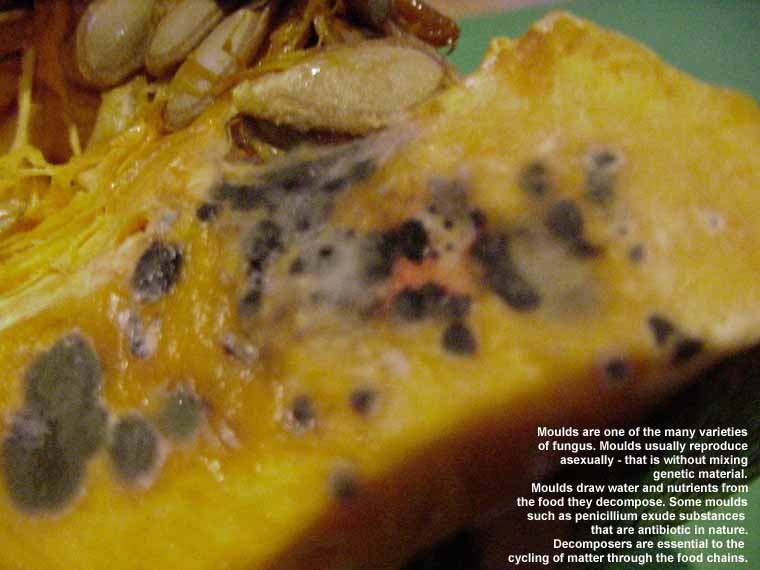 Moulds are one of the many varieties
of fungus. Moulds usually reproduce
asexually - that is without mixing
genetic material.
Moulds draw water and nutrients from
the food they decompose. Some moulds
such as penicillium exude substances
that are antibiotic in nature.
Decomposers are essential to the
cycling of matter through the food chains.